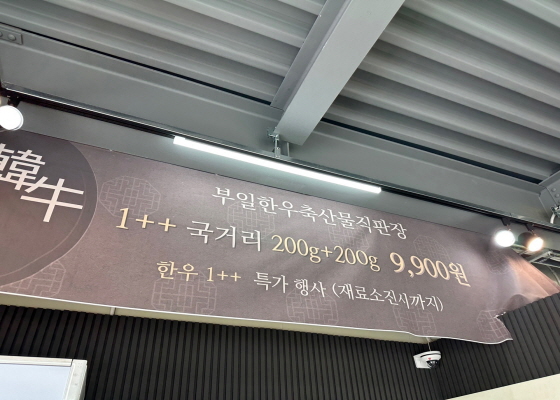 韓牛
부일한우축산물직판장
1++ 국거리 200g+200g 9,900원
한우 1++ 특가 행사 (재료소진시까지)